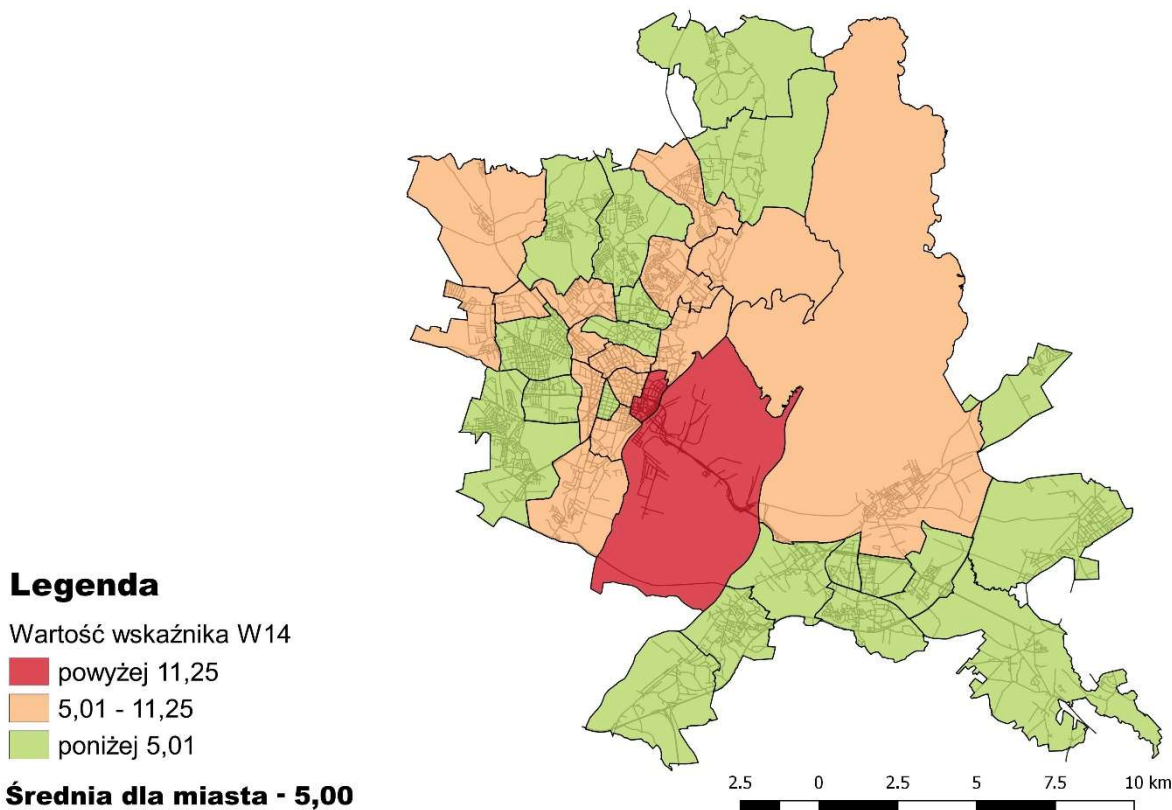 Legenda
Wartość wskaźnika W14
powyżej 11,25
5,01 - 11,25
poniżej 5,01
Średnia dla miasta - 5,00
2.5 0 2.5 5 7.5 10 km